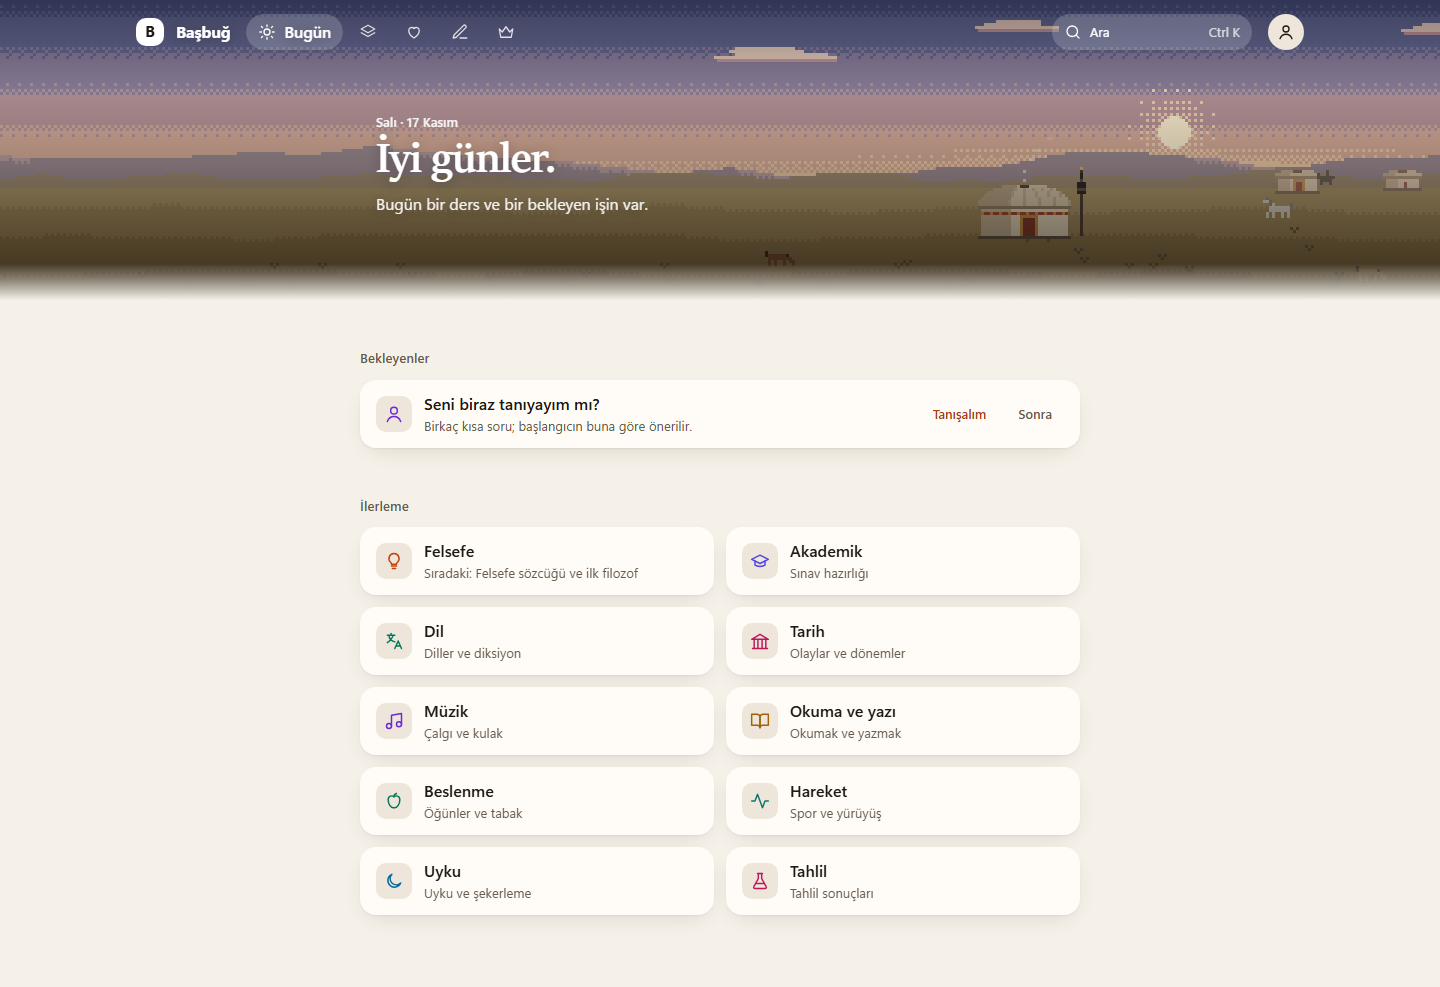 B Başbuğ Bugün Ara Ctrl K
Salı · 17 Kasım
İyi günler.
Bugün bir ders ve bir bekleyen işin var.
Bekleyenler
Seni biraz tanıyayım mı?
Birkaç kısa soru; başlangıcın buna göre önerilir.
Tanışalım Sonra
İlerleme
Felsefe
Sıradaki: Felsefe sözcüğü ve ilk filozof
Akademik
Sınav hazırlığı
Dil
Diller ve diksiyon
Tarih
Olaylar ve dönemler
Müzik
Çalgı ve kulak
Okuma ve yazı
Okumak ve yazmak
Beslenme
Öğünler ve tabak
Hareket
Spor ve yürüyüş
Uyku
Uyku ve şekerleme
Tahlil
Tahlil sonuçları